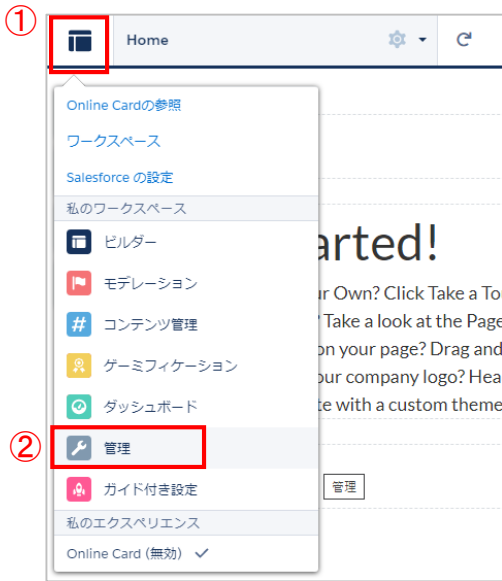 ①
Home
Online Cardの参照
ワークスペース
Salesforce の設定
私のワークスペース
ビルダー
arted!
モデレーション
ur Own? Click Take a To
コンテンツ管理
Take a look at the Page
on your page? Drag and
ゲーミフィケーション
our company logo? Hea
ダッシュボード
te with a custom theme
②
管理
ガイド付き設定
管理
私のエクスペリエンス
Online Card (無効)